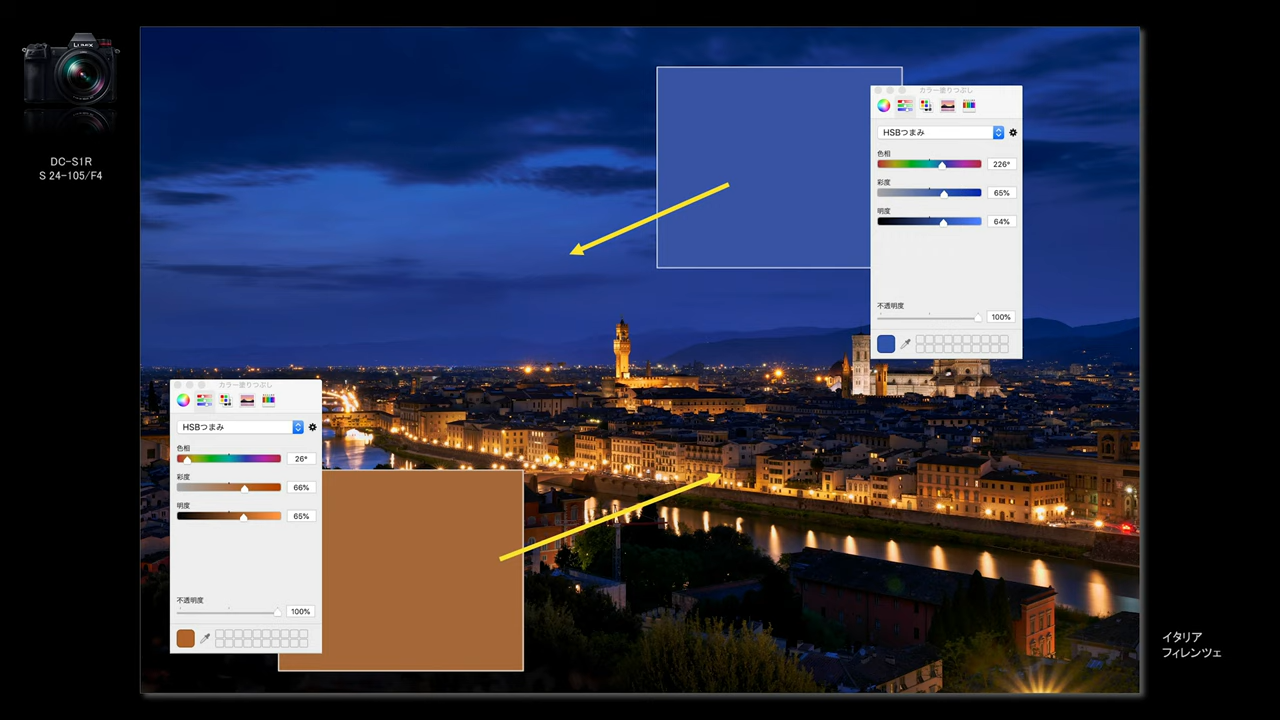 LUMIX
DC-S1R
S 24-105/F4
カラー塗りつぶし
HSBつまみ
色相
226°
彩度
65%
明度
64%
不透明度
100%
カラー塗りつぶし
HSBつまみ
色相
26°
彩度
66%
明度
65%
不透明度
100%
イタリア
フィレンツェ